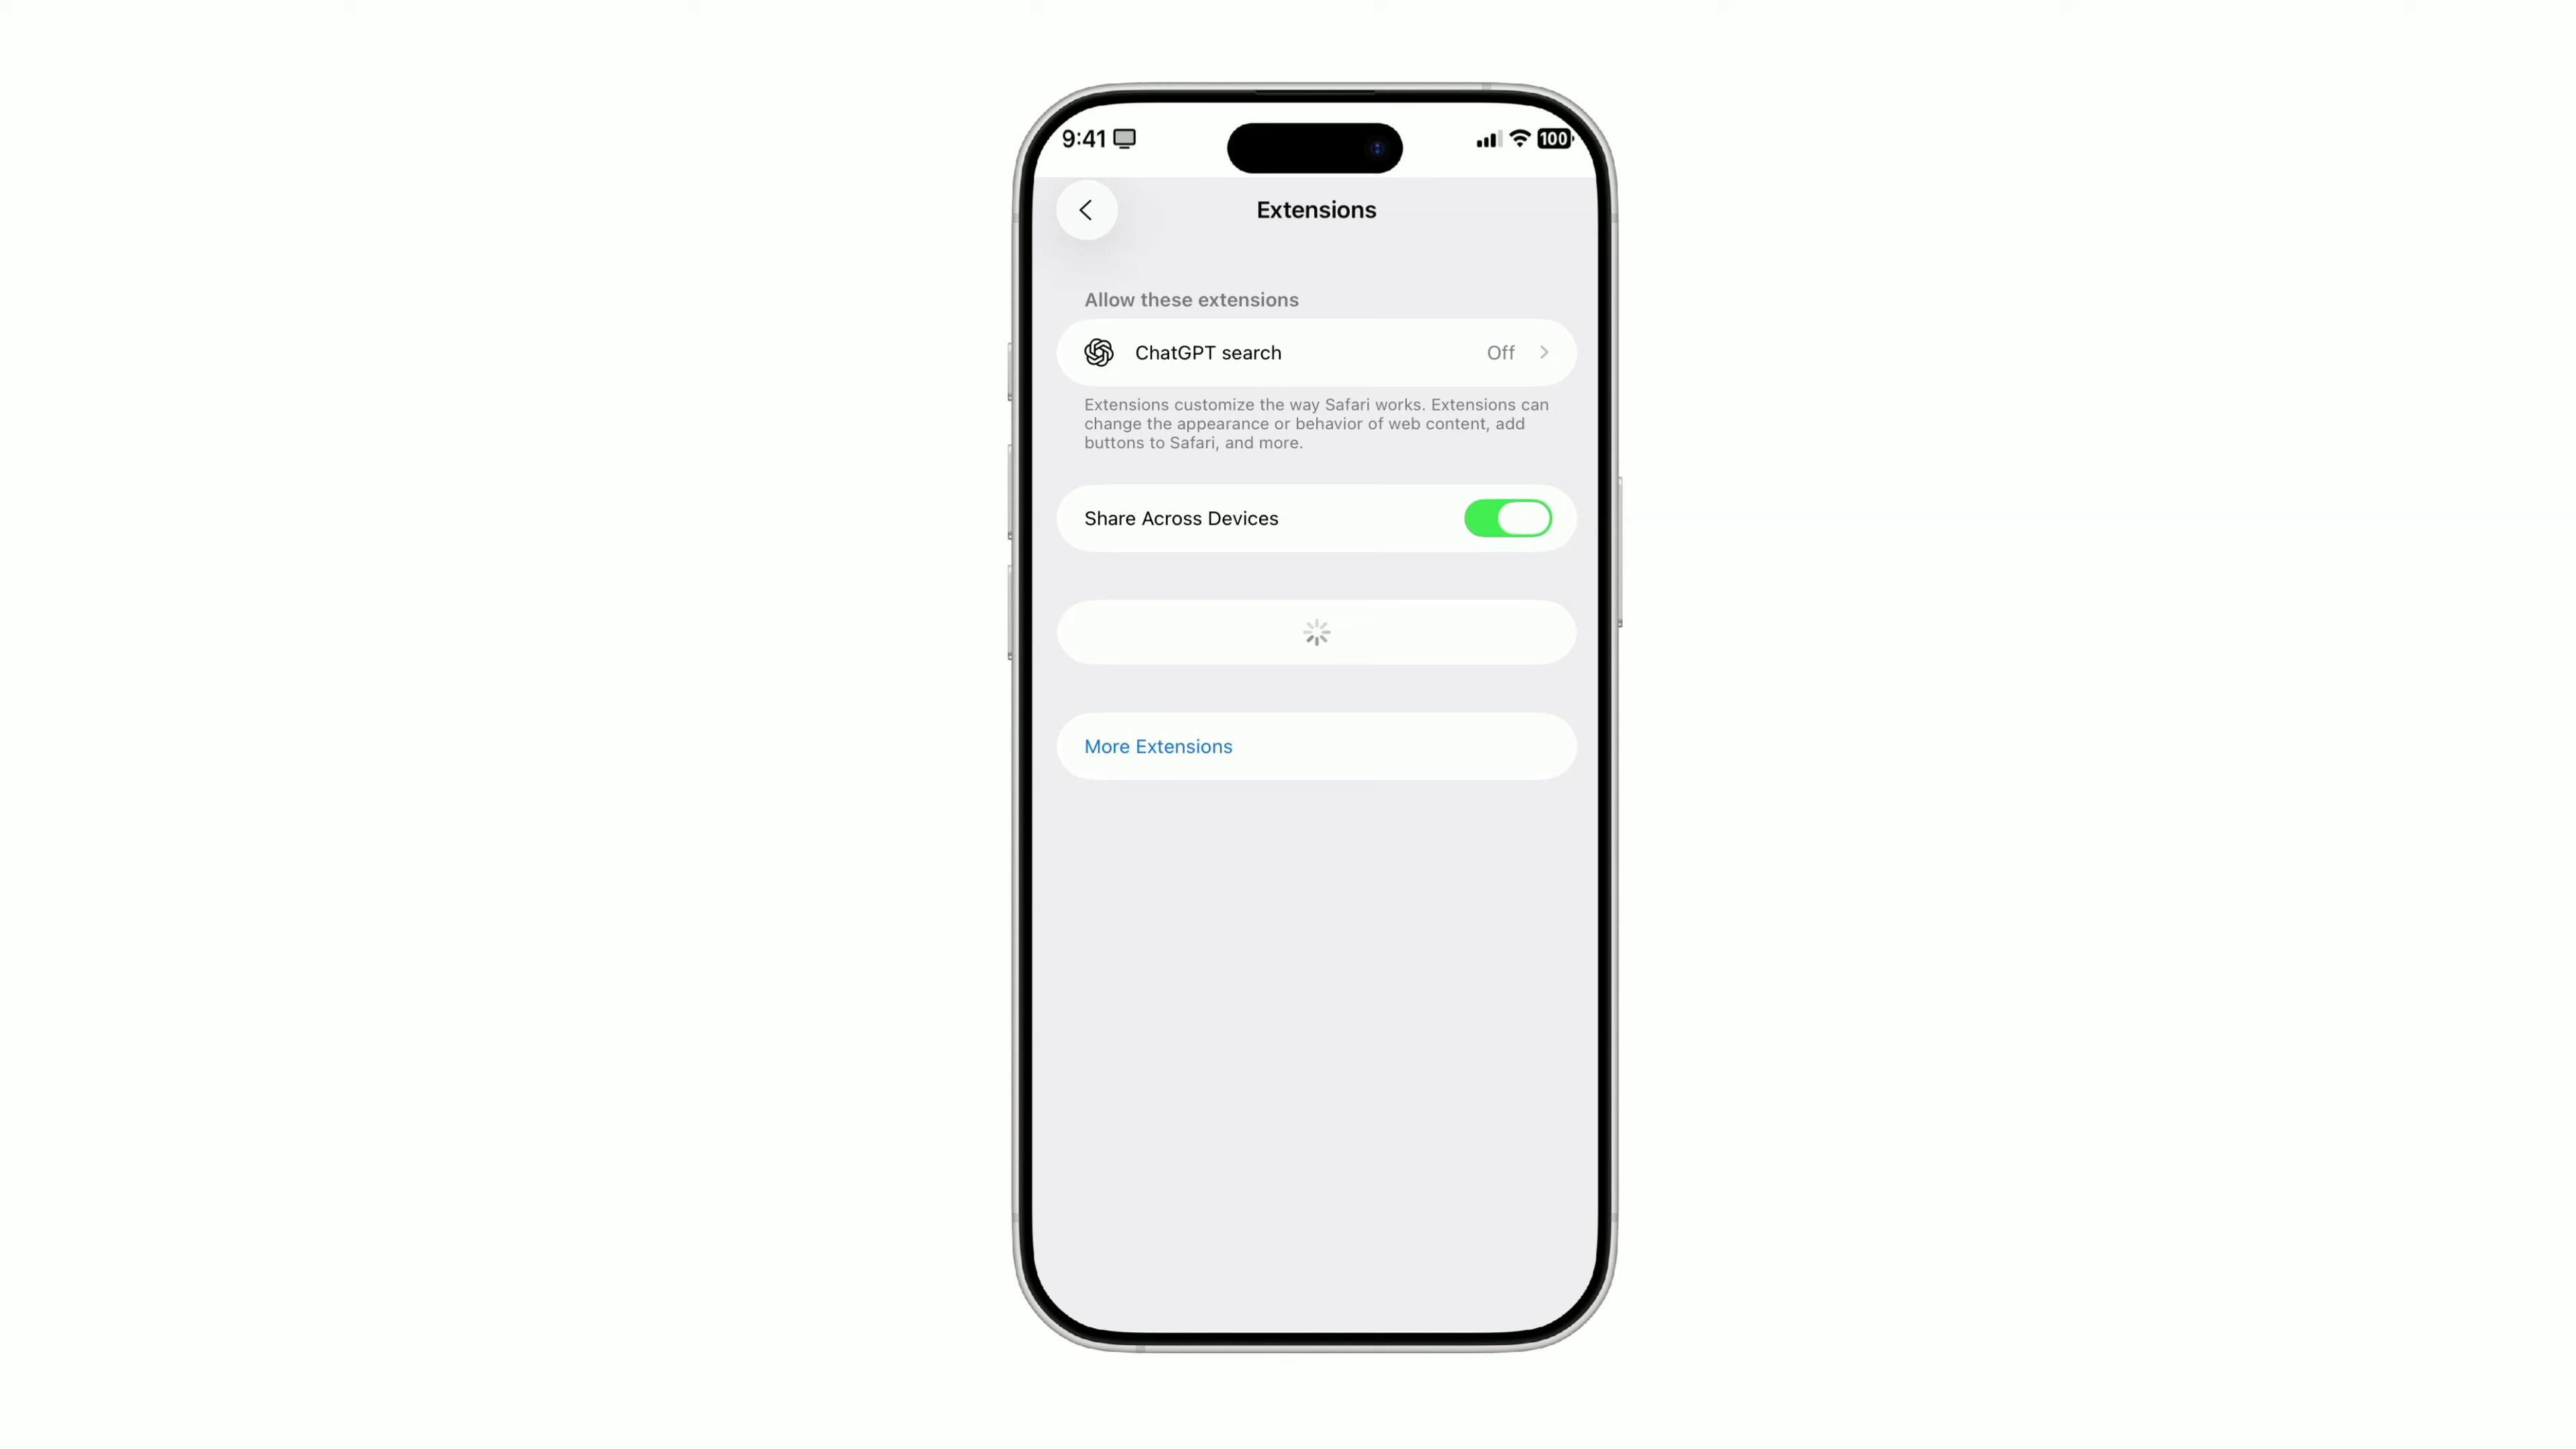 9:41
100
Extensions
Allow these extensions
ChatGPT search Off
Extensions customize the way Safari works. Extensions can
change the appearance or behavior of web content, add
buttons to Safari, and more.
Share Across Devices
More Extensions